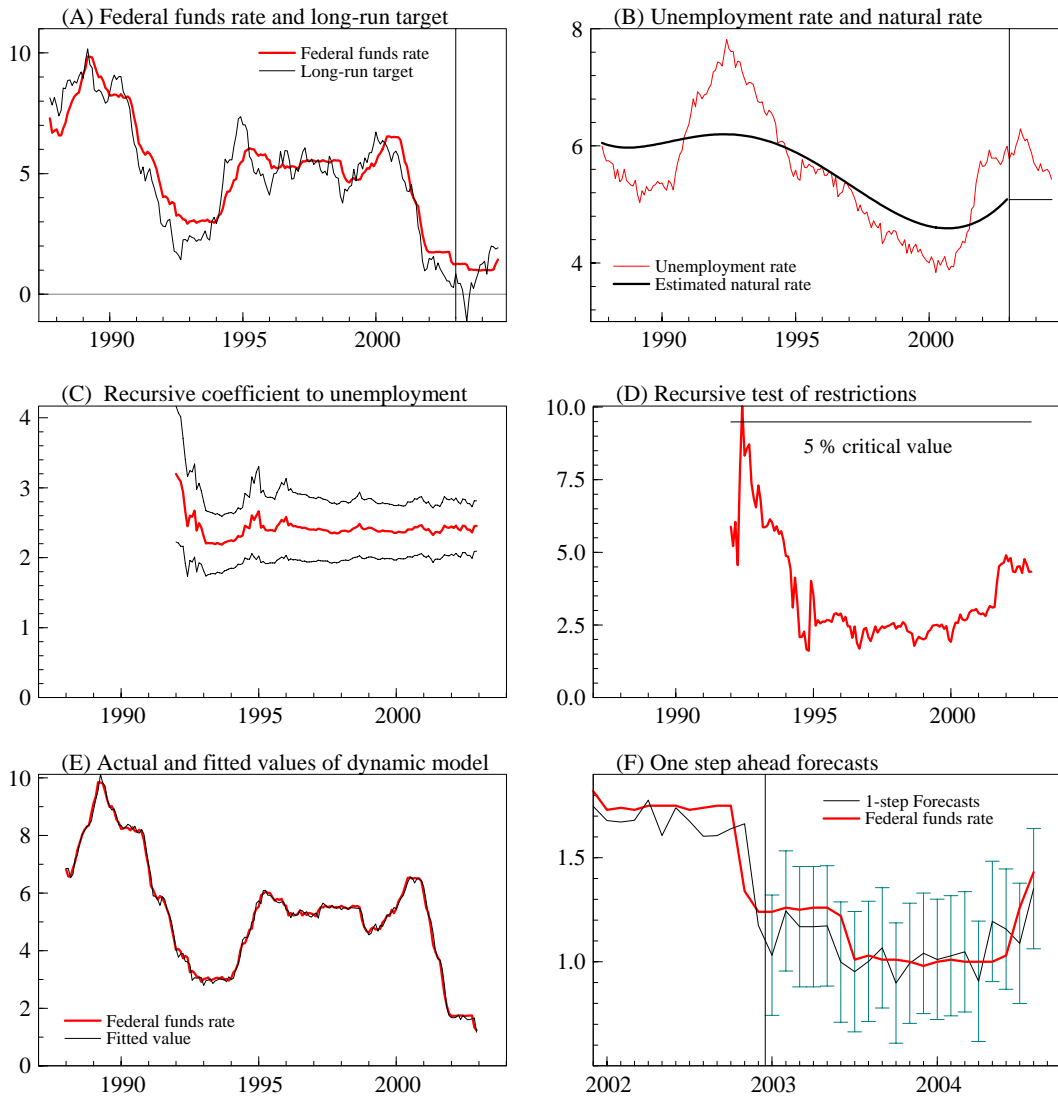 (A) Federal funds rate and long-run target
10
5
0
Federal funds rate
Long-run target
1990
1995
2000
(B) Unemployment rate and natural rate
8
6
4
Unemployment rate
Estimated natural rate
1990
1995
2000
(C) Recursive coefficient to unemployment
4
3
2
1
0
1990
1995
2000
(D) Recursive test of restrictions
10.0
7.5
5.0
2.5
0.0
5 % critical value
1990
1995
2000
(E) Actual and fitted values of dynamic model
10
8
6
4
2
0
Federal funds rate
Fitted value
1990
1995
2000
(F) One step ahead forecasts
1.5
1.0
1-step Forecasts
Federal funds rate
2002
2003
2004